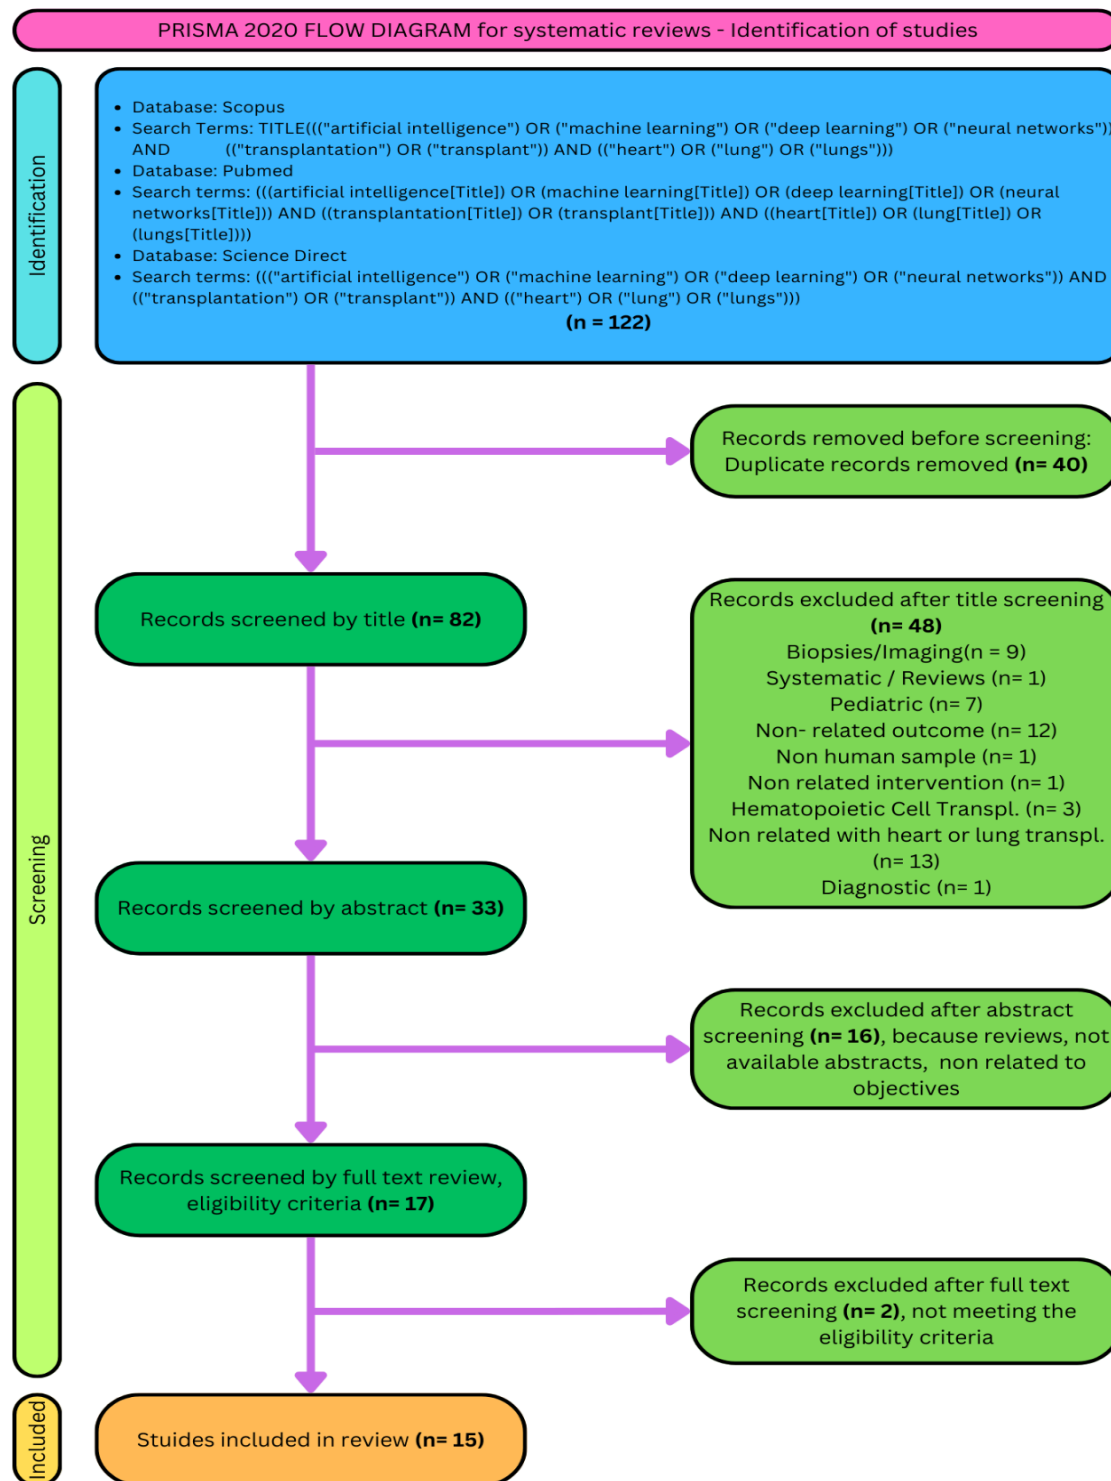 PRISMA 2020 FLOW DIAGRAM for systematic reviews - Identification of studies
Identification
• Database: Scopus
• Search Terms: TITLE((("artificial intelligence") OR ("machine learning") OR ("deep learning") OR ("neural networks"))
AND (("transplantation") OR ("transplant")) AND (("heart") OR ("lung") OR ("lungs")))
• Database: Pubmed
• Search terms: (((artificial intelligence[Title]) OR (machine learning[Title]) OR (deep learning[Title]) OR (neural
networks[Title])) AND ((transplantation[Title]) OR (transplant[Title])) AND ((heart[Title]) OR (lung[Title]) OR
(lungs[Title])))
• Database: Science Direct
• Search terms: ((("artificial intelligence") OR ("machine learning") OR ("deep learning") OR ("neural networks")) AND
(("transplantation") OR ("transplant")) AND (("heart") OR ("lung") OR ("lungs")))
(n = 122)
Screening
Records removed before screening:
Duplicate records removed (n= 40)
Records screened by title (n= 82)
Records excluded after title screening
(n= 48)
Biopsies/Imaging(n = 9)
Systematic / Reviews (n= 1)
Pediatric (n= 7)
Non- related outcome (n= 12)
Non human sample (n= 1)
Non related intervention (n= 1)
Hematopoietic Cell Transpl. (n= 3)
Non related with heart or lung transpl.
(n= 13)
Diagnostic (n= 1)
Records screened by abstract (n= 33)
Records excluded after abstract
screening (n= 16), because reviews, not
available abstracts, non related to
objectives
Records screened by full text review,
eligibility criteria (n= 17)
Records excluded after full text
screening (n= 2), not meeting the
eligibility criteria
Included
Stuides included in review (n= 15)